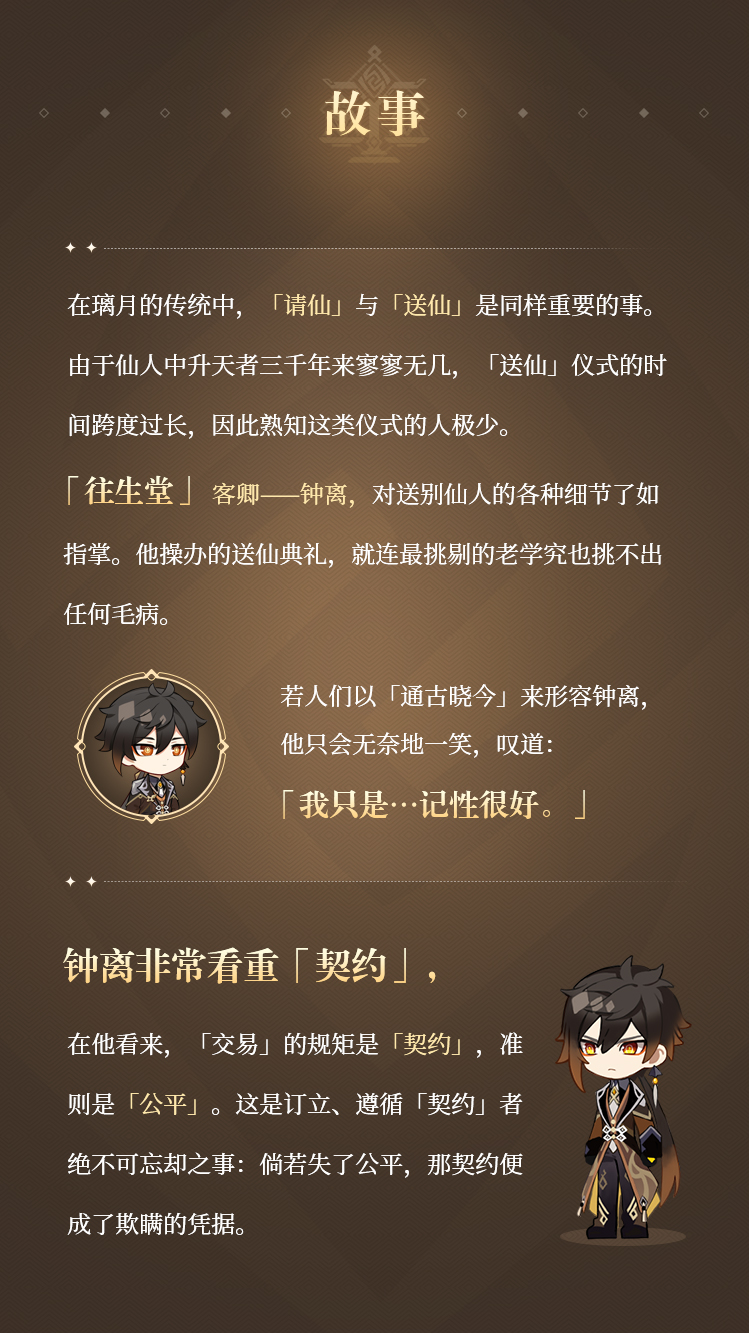 故事
在璃月的传统中，「请仙」与「送仙」是同样重要的事。
由于仙人中升天者三千年来寥寥无几，「送仙」仪式的时
间跨度过长，因此熟知这类仪式的人极少。
「往生堂」客卿——钟离，对送别仙人的各种细节了如
指掌。他操办的送仙典礼，就连最挑剔的老学究也挑不出
任何毛病。
若人们以「通古晓今」来形容钟离，
他只会无奈地一笑，叹道：
「我只是…记性很好。」
钟离非常看重「契约」，
在他看来，「交易」的规矩是「契约」，准
则是「公平」。这是订立、遵循「契约」者
绝不可忘却之事：倘若失了公平，那契约便
成了欺瞒的凭据。